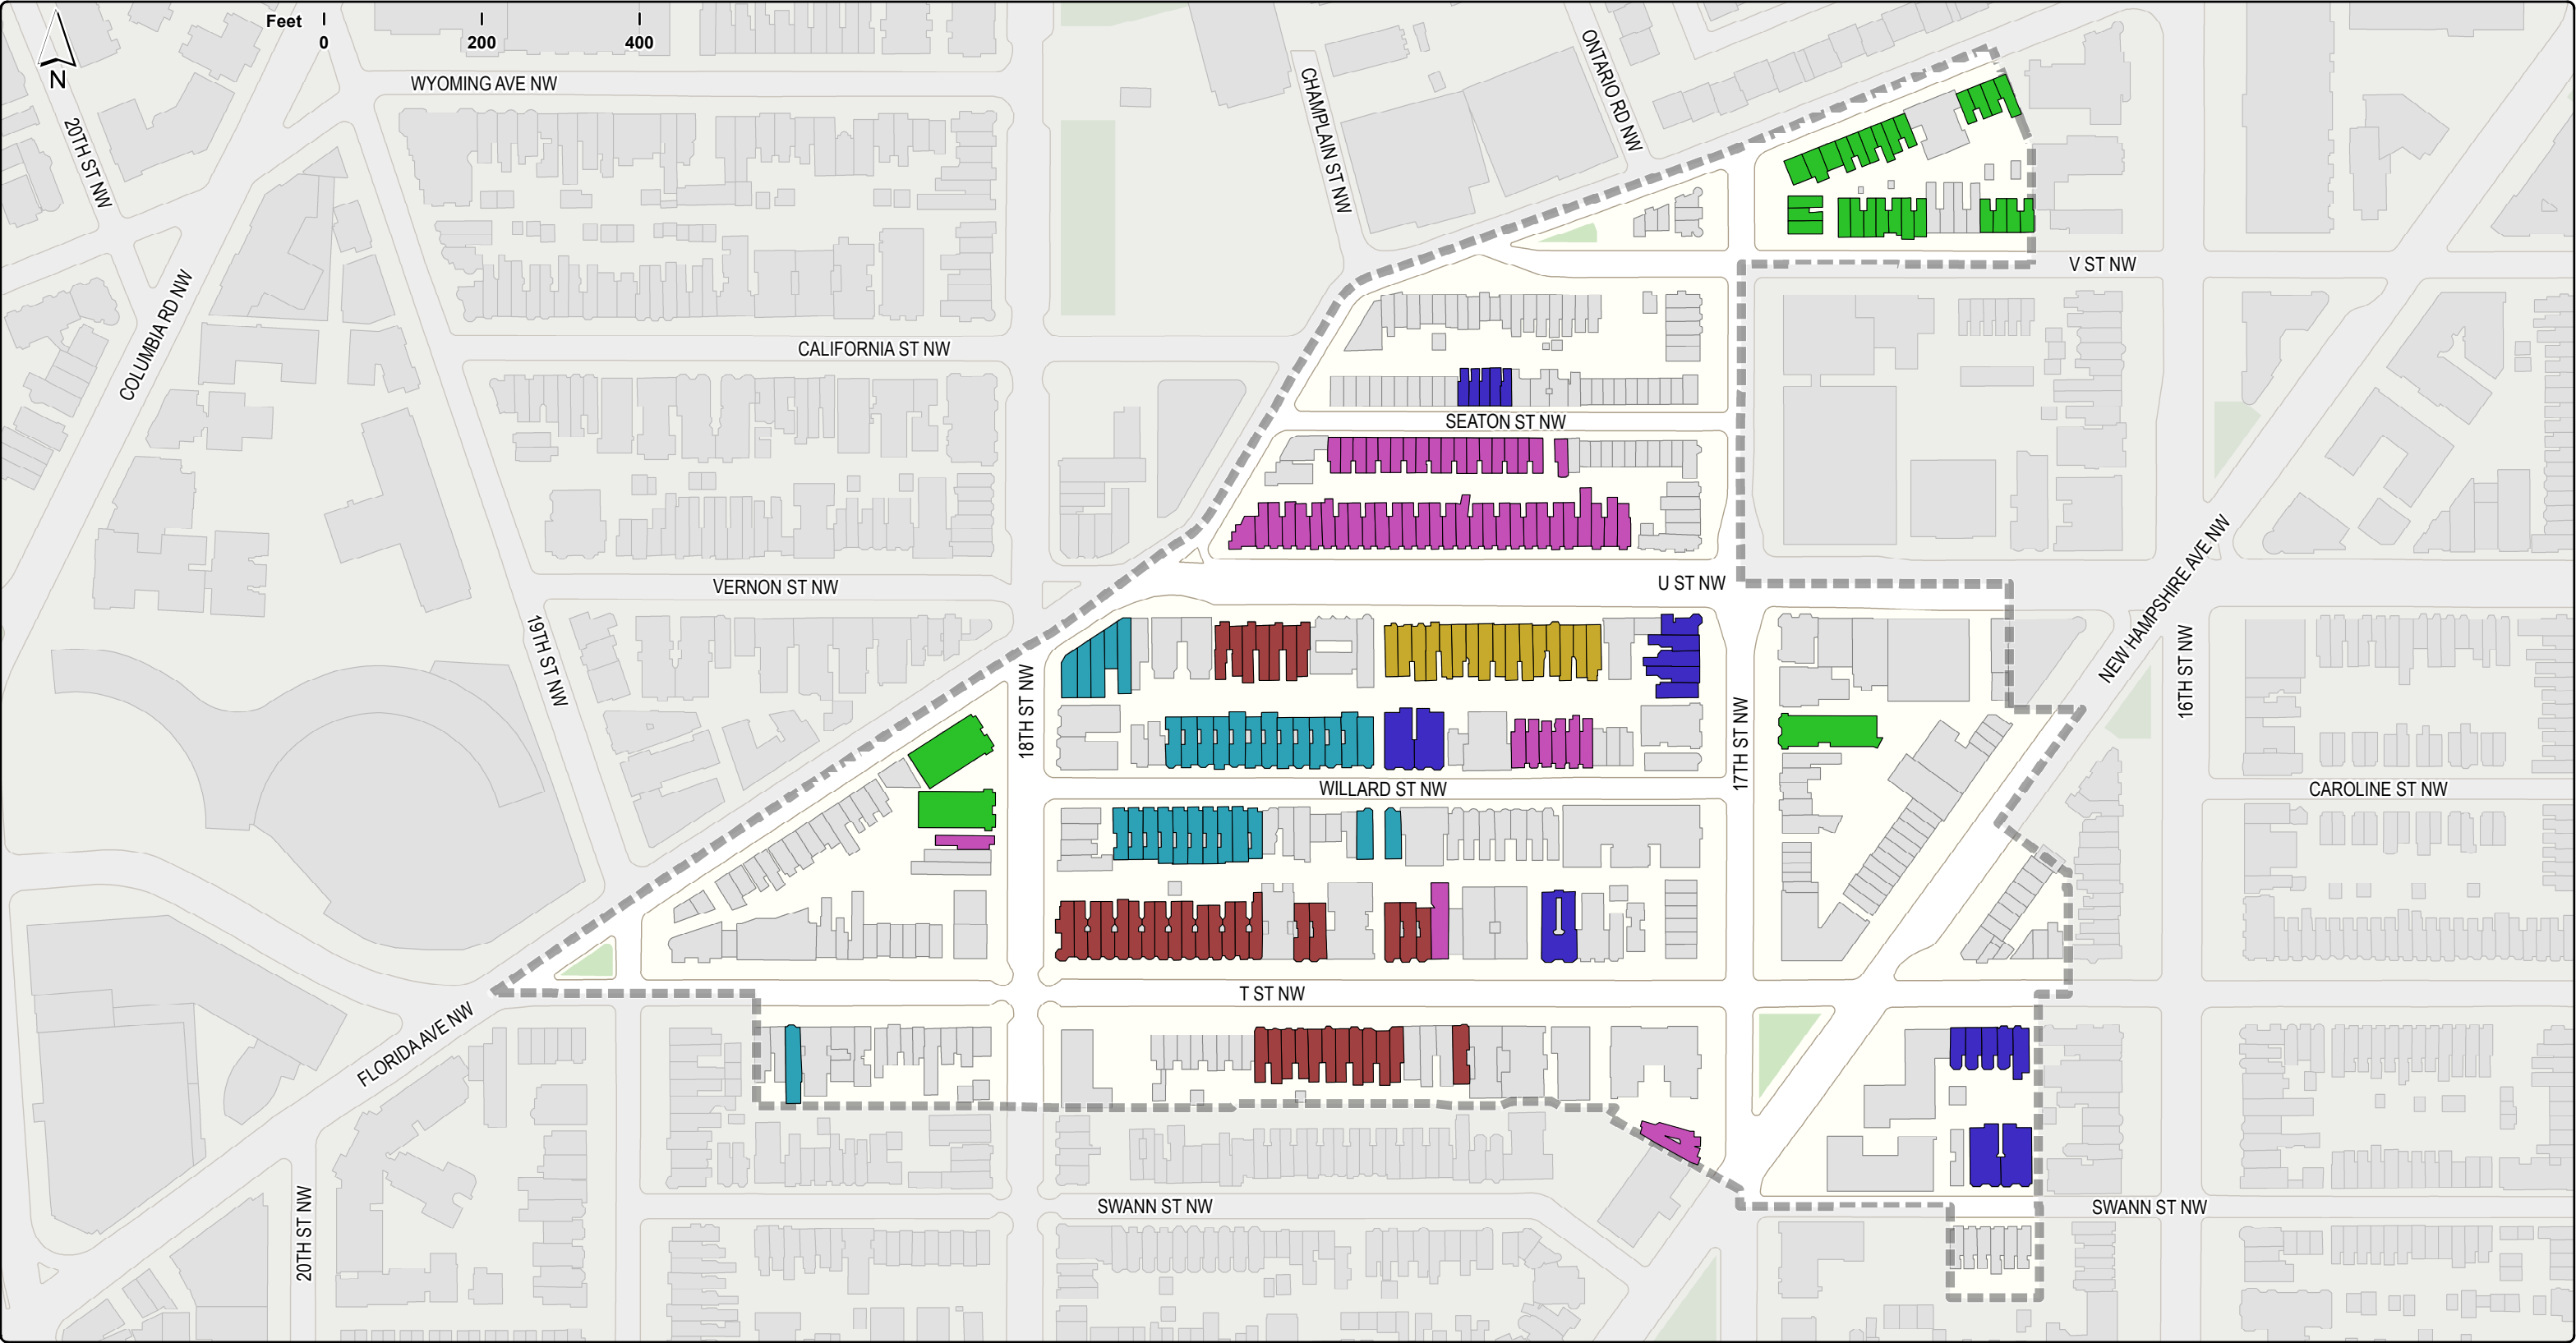 Feet
0 200 400
N
WYOMING AVE NW
20TH ST NW
CHAMPLAIN ST NW
ONTARIO RD NW
V ST NW
COLUMBIA RD NW
CALIFORNIA ST NW
SEATON ST NW
VERNON ST NW
U ST NW
19TH ST NW
18TH ST NW
17TH ST NW
NEW HAMPSHIRE AVE NW
16TH ST NW
WILLARD ST NW
CAROLINE ST NW
T ST NW
FLORIDA AVE NW
20TH ST NW
SWANN ST NW
SWANN ST NW